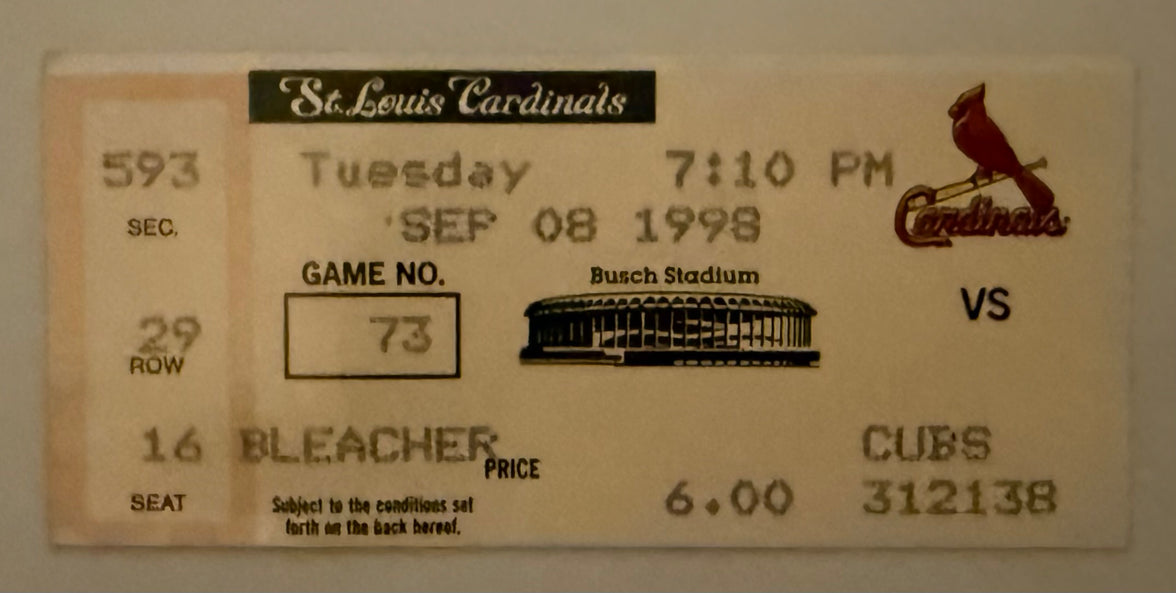 St. Louis Cardinals
593
SEC.
Tuesday 7:10 PM
SEP 08 1998
Cardinals
GAME NO.
73
Busch Stadium
VS
29
ROW
16
SEAT
BLEACHER
PRICE
6.00
CUBS
312138
Subject to the conditions set
forth on the back hereof.